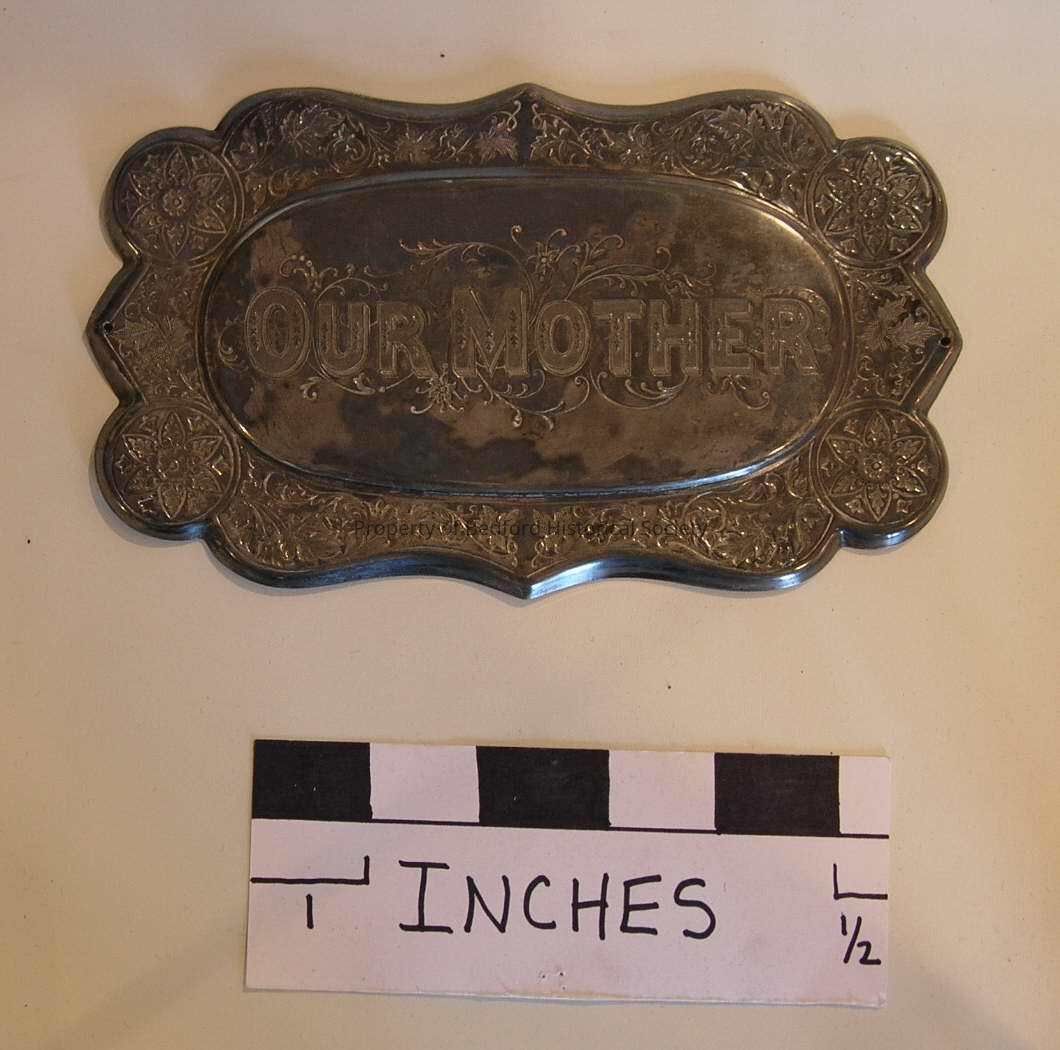 OUR MOTHER
Property of Bedford Historical Society
INCHES
1
1/2